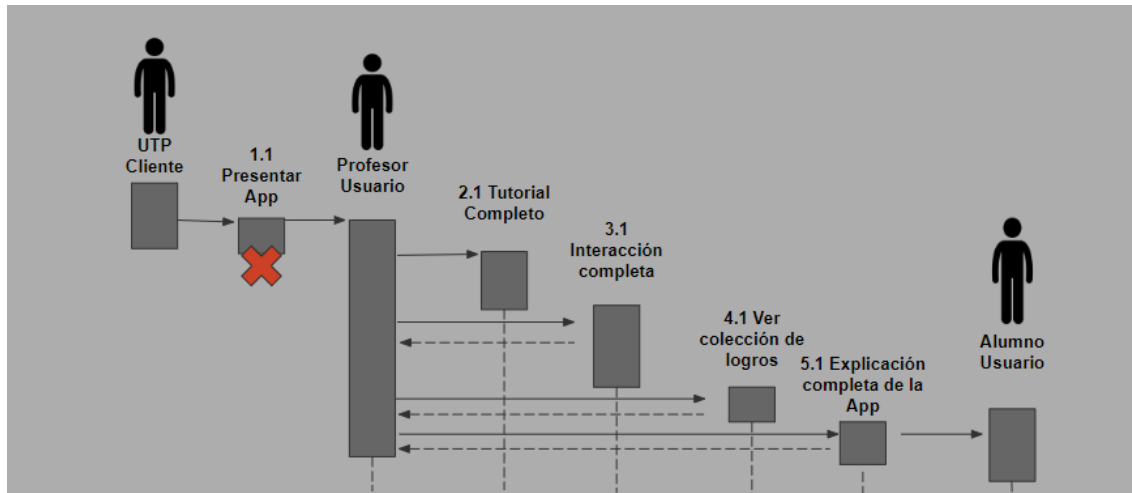 UTP
Cliente
1.1
Presentar
App
Profesor
Usuario
2.1 Tutorial
Completo
3.1
Interacción
completa
4.1 Ver
colección de
logros
5.1 Explicación
completa de la
App
Alumno
Usuario